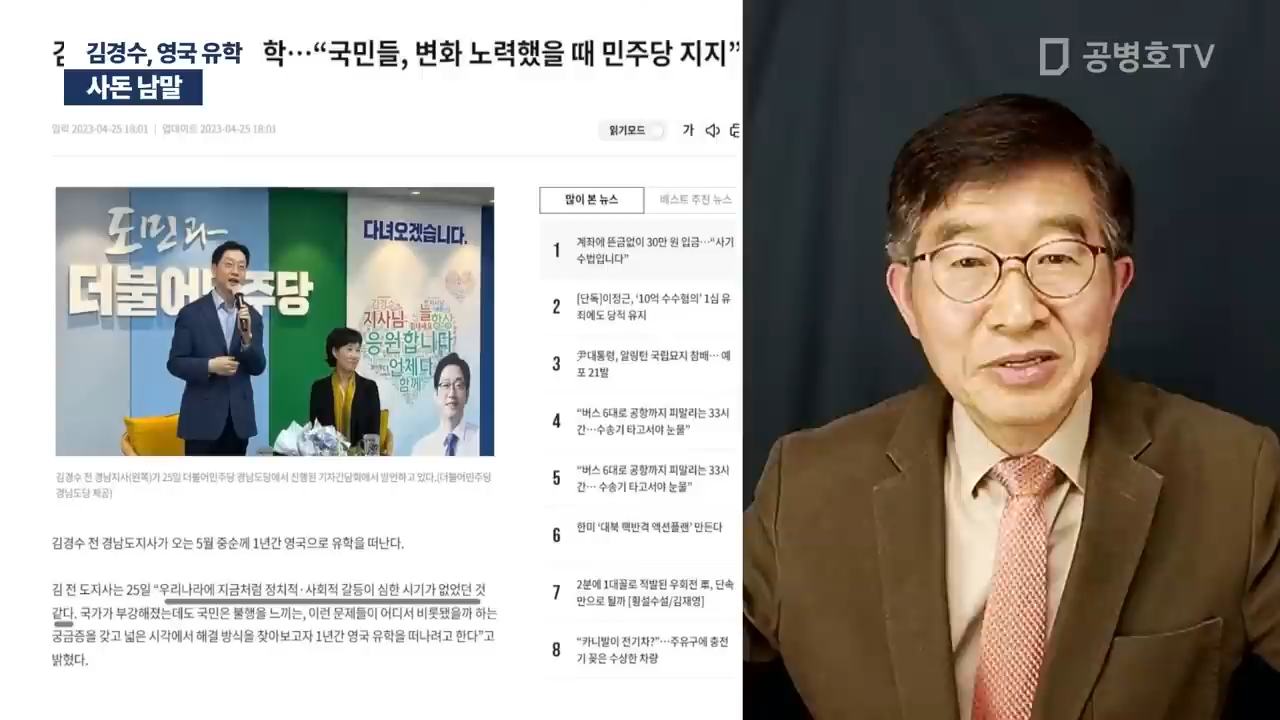 김경수, 영국 유학
학…“국민들, 변화 노력했을 때 민주당 지지”
사돈 남말
공병호TV
입력 2023-04-25 18:01 | 업데이트 2023-04-25 18:01
읽기모드
가
도민과
더불어 주당
다녀오겠습니다.
김경수
지사님
늘항상
응원합니다
언제다
함께
김경수 전 경남지사(왼쪽)가 25일 더불어민주당 경남도당에서 진행된 기자간담회에서 발언하고 있다.(더불어민주당
경남도당 제공)
김경수 전 경남도지사가 오는 5월 중순께 1년간 영국으로 유학을 떠난다.
김 전 도지사는 25일 “우리나라에 지금처럼 정치적·사회적 갈등이 심한 시기가 없었던 것
같다. 국가가 부강해졌는데도 국민은 불행을 느끼는, 이런 문제들이 어디서 비롯됐을까 하는
궁금증을 갖고 넓은 시각에서 해결 방식을 찾아보고자 1년간 영국 유학을 떠나려고 한다”고
밝혔다.
많이 본 뉴스
베스트 추천 뉴스
1 계좌에 뜬금없이 30만 원 입금…“사기
수법입니다”
2 [단독]이정근, ‘10억 수수혐의’ 1심 유
죄에도 당적 유지
3 尹대통령, 알링턴 국립묘지 참배… 예
포 21발
4 “버스 6대로 공항까지 피말리는 33시
간…수송기 타고서야 눈물”
5 “버스 6대로 공항까지 피말리는 33시
간… 수송기 타고서야 눈물”
6 한미 ‘대북 핵반격 액션플랜’ 만든다
7 2분에 1대꼴로 적발된 우회전 車, 단속
만으로 될까 [황설수설/김재영]
8 “카니발이 전기차?”…주유구에 충전
기 꽂은 수상한 차량